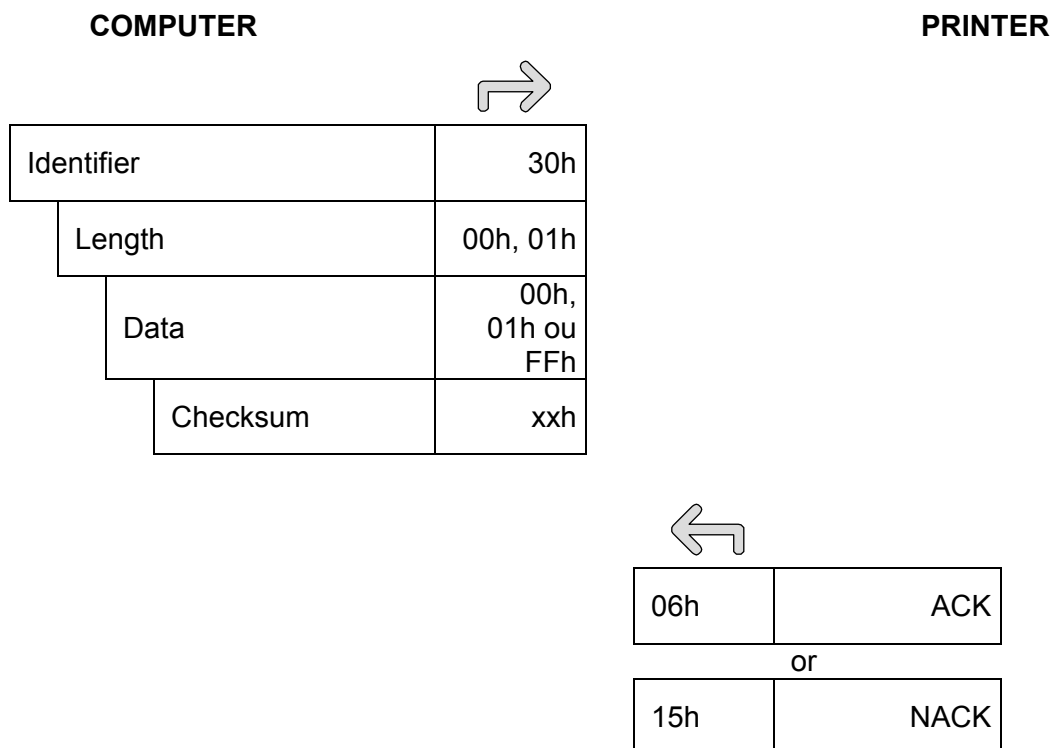 COMPUTER PRINTER
Identifier 30h
Length 00h, 01h
Data 00h,
01h ou
FFh
Checksum xxh
06h ACK
or
15h NACK